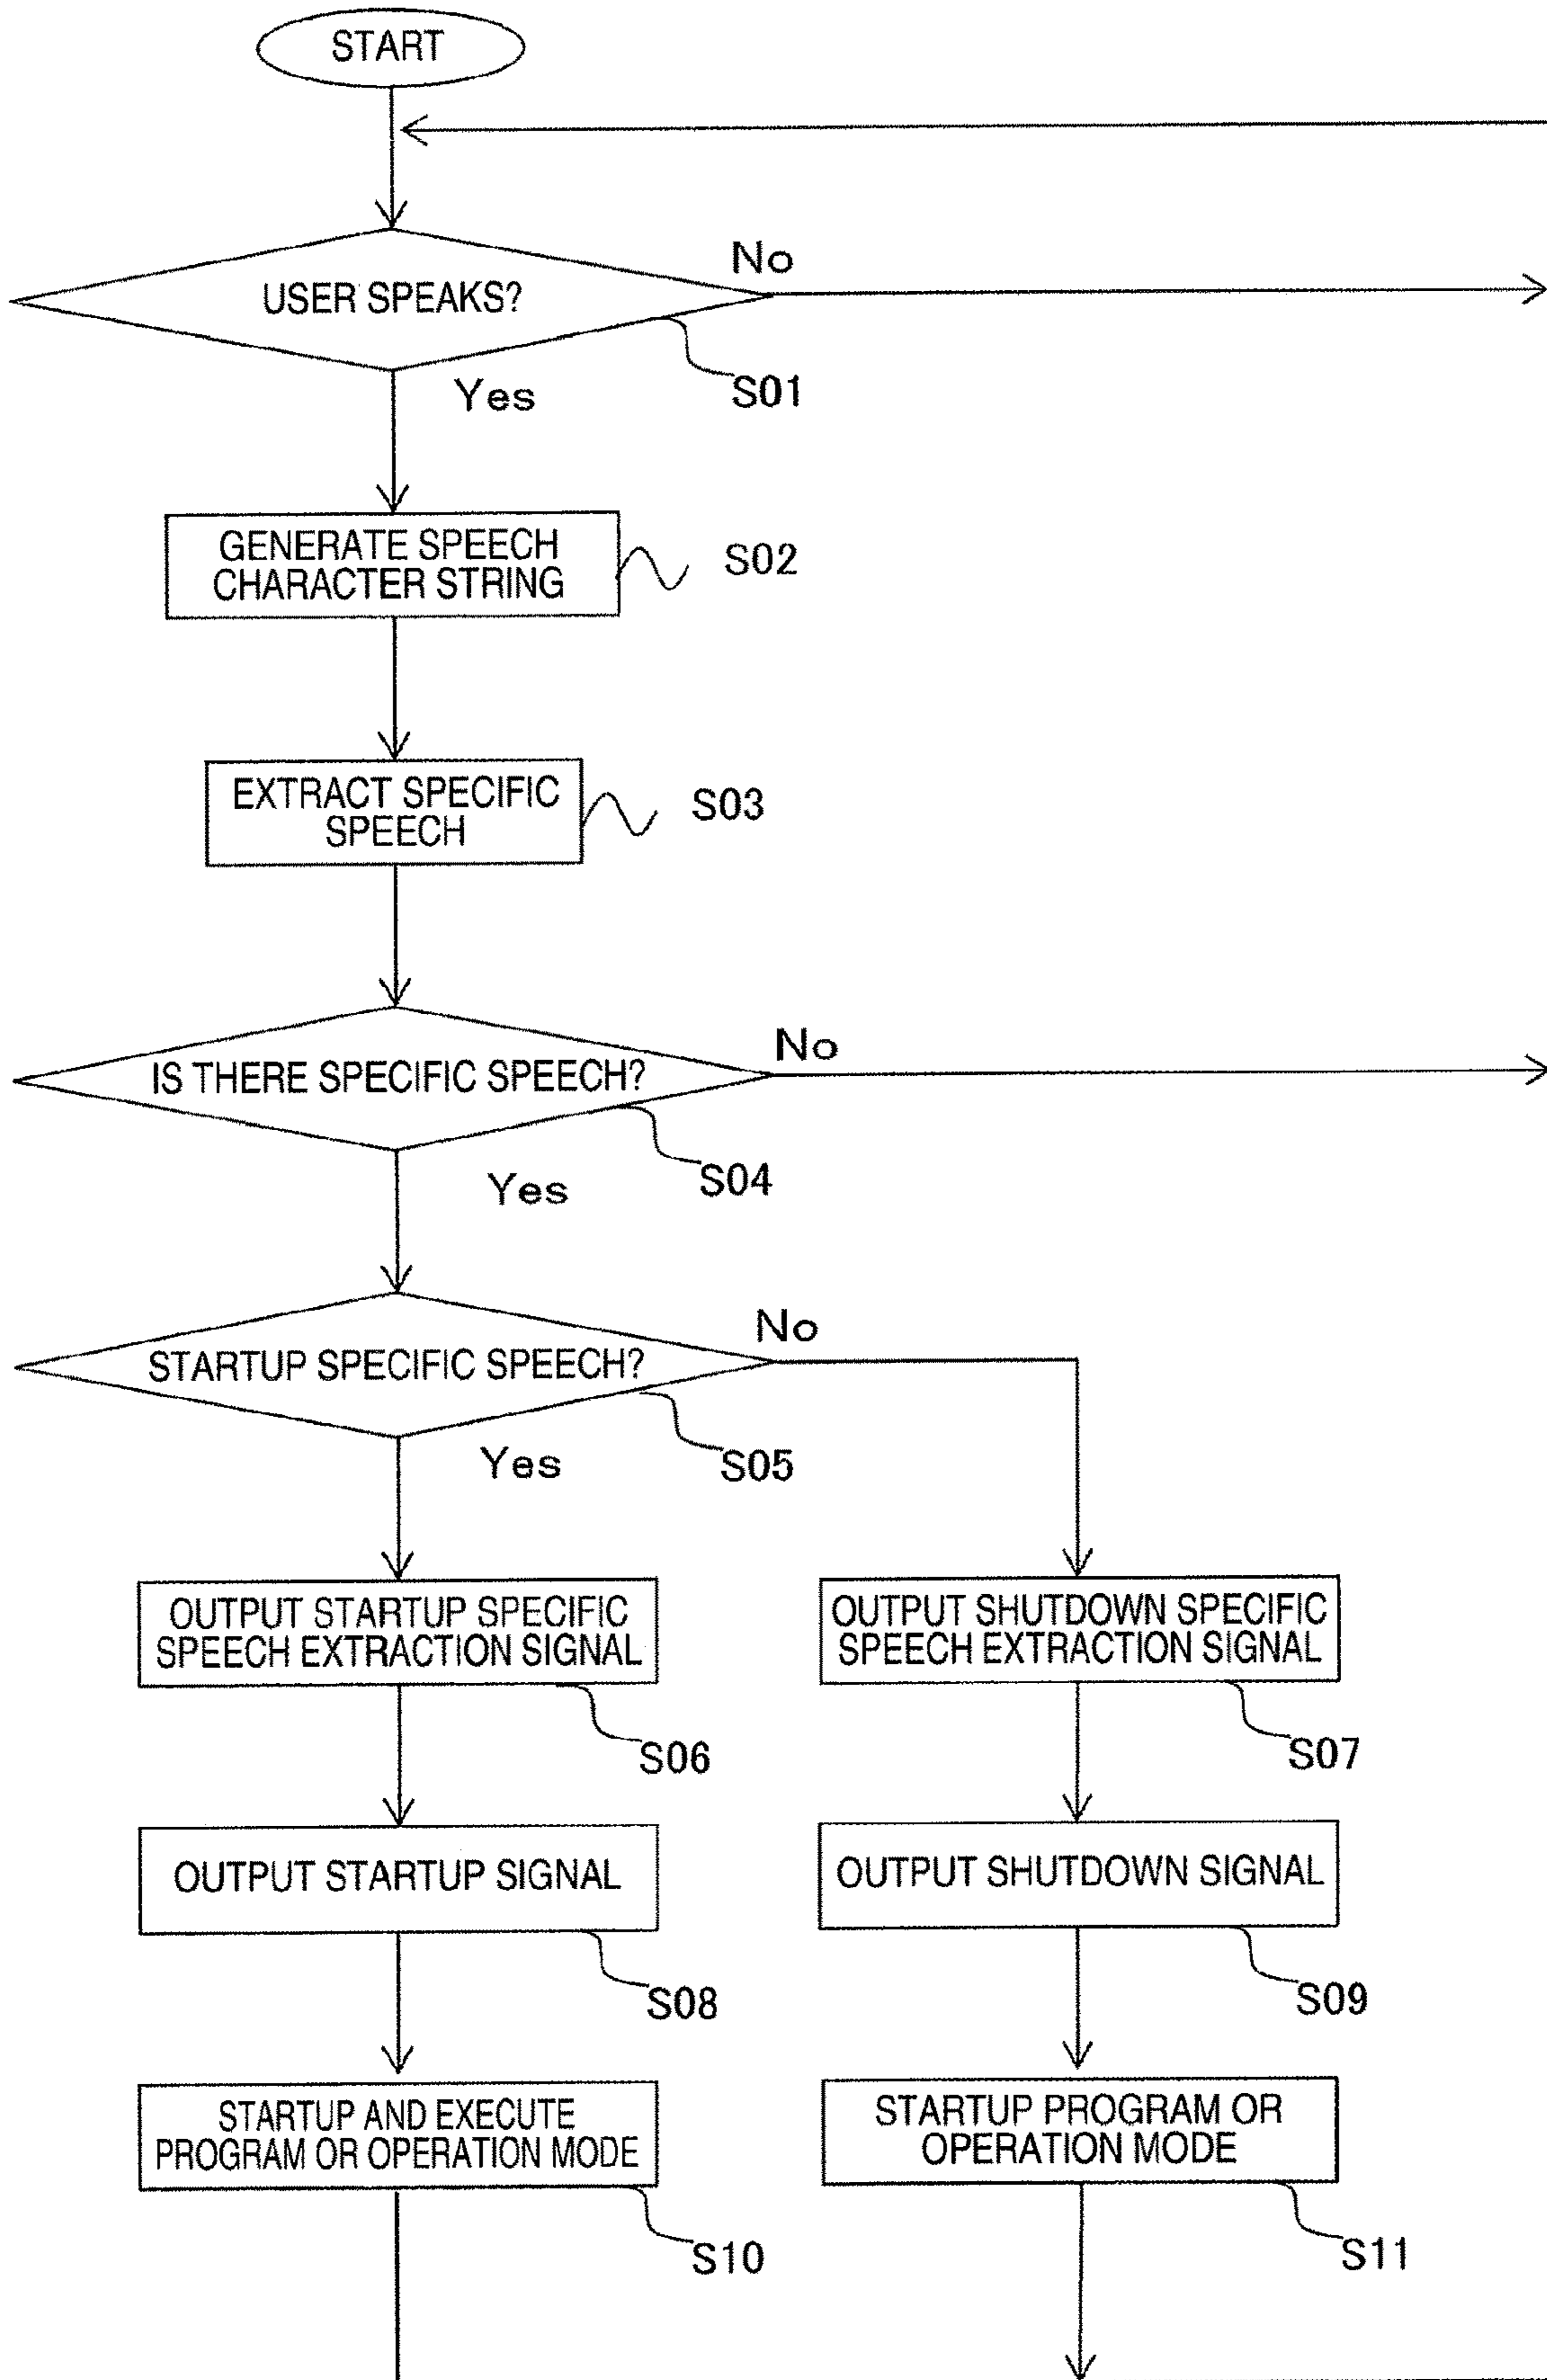 START
No
USER SPEAKS?
S01
Yes
GENERATE SPEECH
CHARACTER STRING
S02
EXTRACT SPECIFIC
SPEECH
S03
No
IS THERE SPECIFIC SPEECH?
S04
Yes
No
STARTUP SPECIFIC SPEECH?
S05
Yes
OUTPUT STARTUP SPECIFIC
SPEECH EXTRACTION SIGNAL
S06
OUTPUT SHUTDOWN SPECIFIC
SPEECH EXTRACTION SIGNAL
S07
OUTPUT STARTUP SIGNAL
S08
OUTPUT SHUTDOWN SIGNAL
S09
STARTUP AND EXECUTE
PROGRAM OR OPERATION MODE
S10
STARTUP PROGRAM OR
OPERATION MODE
S11